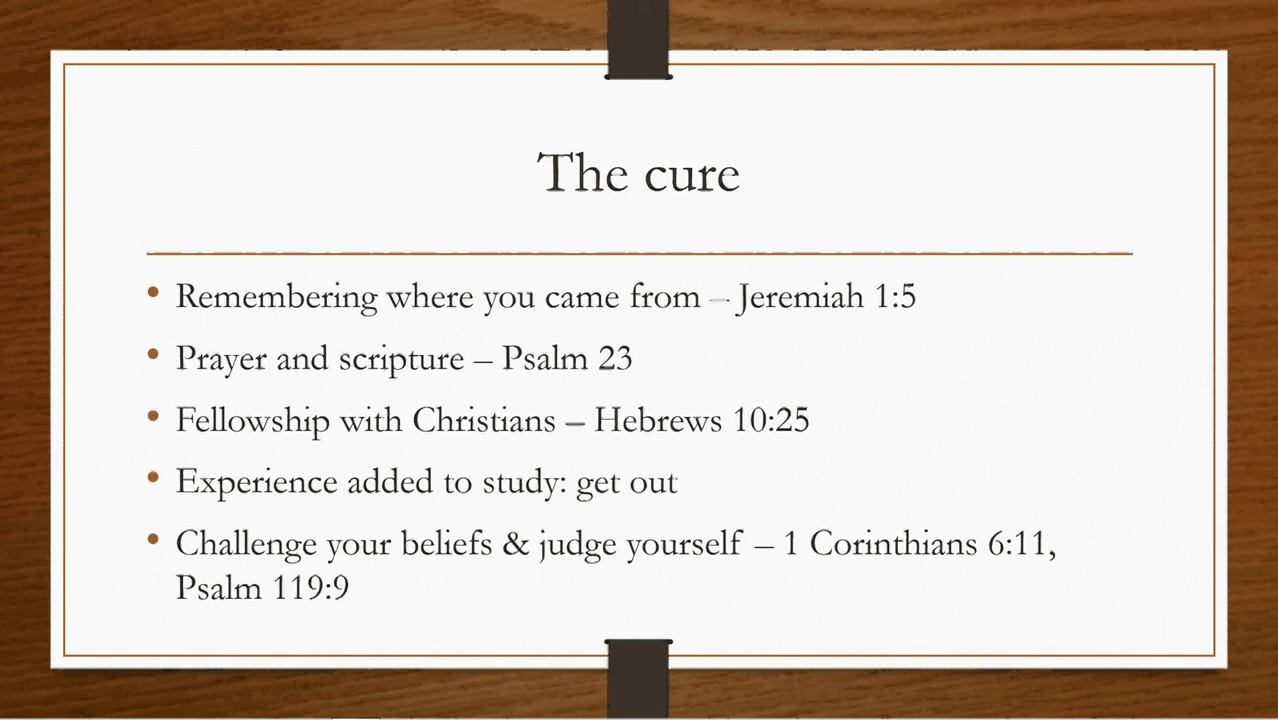 The cure
• Remembering where you came from – Jeremiah 1:5
• Prayer and scripture – Psalm 23
• Fellowship with Christians – Hebrews 10:25
• Experience added to study: get out
• Challenge your beliefs & judge yourself – 1 Corinthians 6:11,
Psalm 119:9